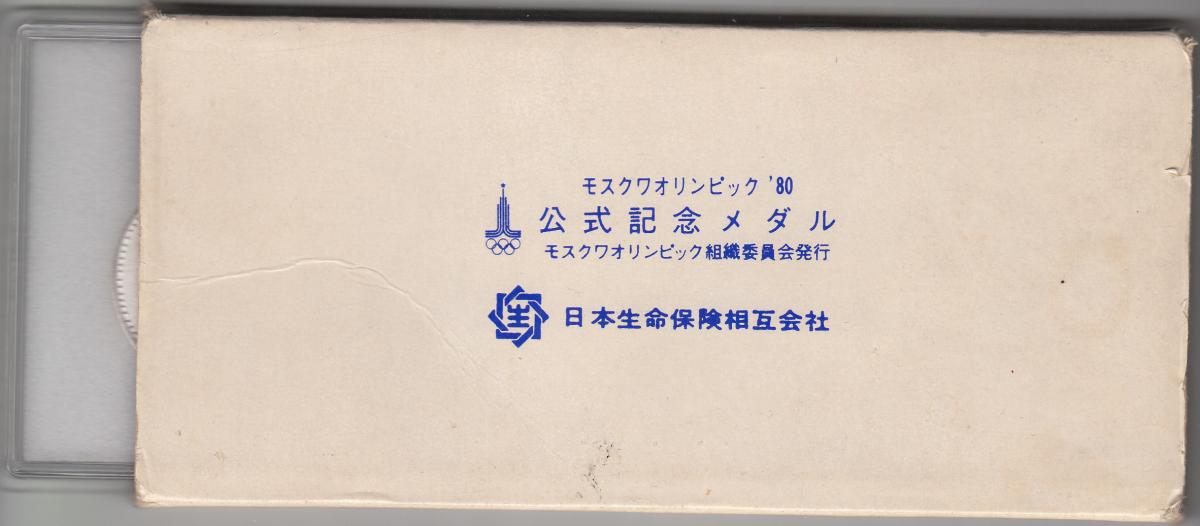 モスクワオリンピック '80
公式記念メダル
モスクワオリンピック組織委員会発行
生
日本生命保険相互会社